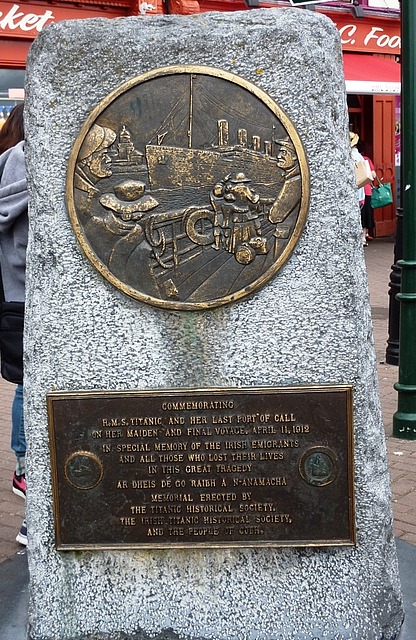 ket
C. Foo
COMMEMORATING
R.M.S. TITANIC AND HER LAST PORT OF CALL
ON HER MAIDEN AND FINAL VOYAGE, APRIL 11, 1912
IN SPECIAL MEMORY OF THE IRISH EMIGRANTS
AND ALL THOSE WHO LOST THEIR LIVES
IN THIS GREAT TRAGEDY
AR DHEIS DE GO RAIBH A N-ANAMACHA
MEMORIAL ERECTED BY
THE TITANIC HISTORICAL SOCIETY,
THE IRISH TITANIC HISTORICAL SOCIETY,
AND THE PEOPLE OF COBH.